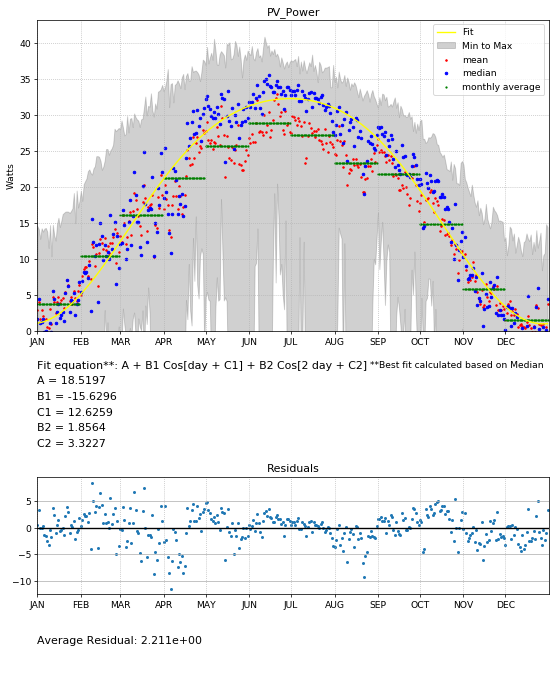 PV_Power
Fit
Min to Max
mean
median
monthly average
40
35
30
25
20
15
10
5
0
Watts
JAN FEB MAR APR MAY JUN JUL AUG SEP OCT NOV DEC
Fit equation**: A + B1 Cos[day + C1] + B2 Cos[2 day + C2] **Best fit calculated based on Median
A = 18.5197
B1 = -15.6296
C1 = 12.6259
B2 = 1.8564
C2 = 3.3227
Residuals
5
0
−5
−10
JAN FEB MAR APR MAY JUN JUL AUG SEP OCT NOV DEC
Average Residual: 2.211e+00